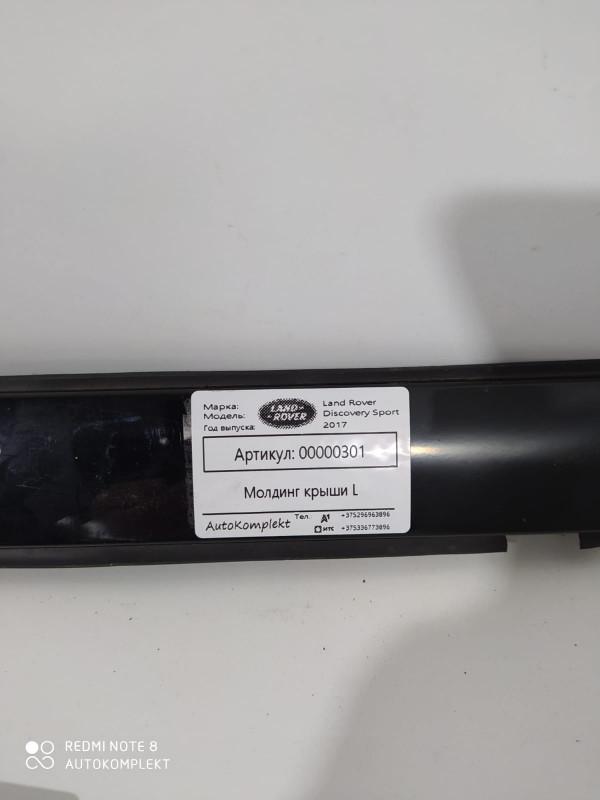 Марка: LAND ROVER Land Rover
Модель: Discovery Sport
Год выпуска: 2017
Артикул: 00000301
Молдинг крыши L
AutoKomplekt Тел. A1 +375296963896
МТС +375336773896
REDMI NOTE 8
AUTOKOMPLEKT